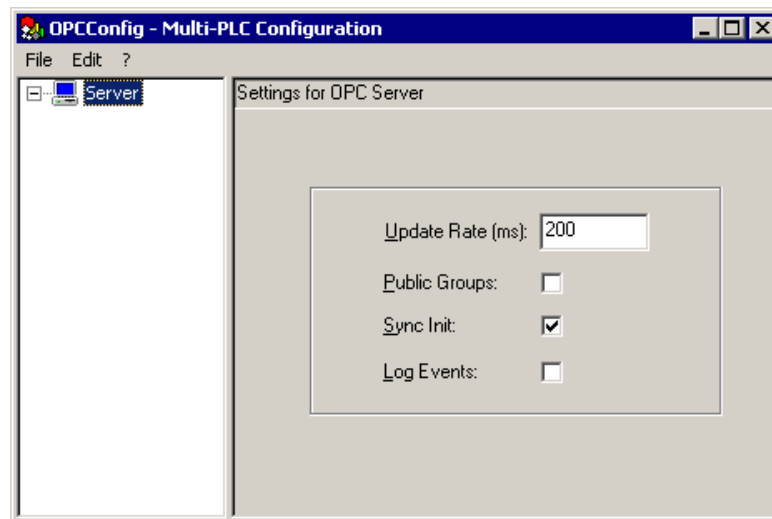 OPCConfig - Multi-PLC Configuration
File Edit ?
Server
Settings for OPC Server
Update Rate (ms): 200
Public Groups:
Sync Init:
Log Events: